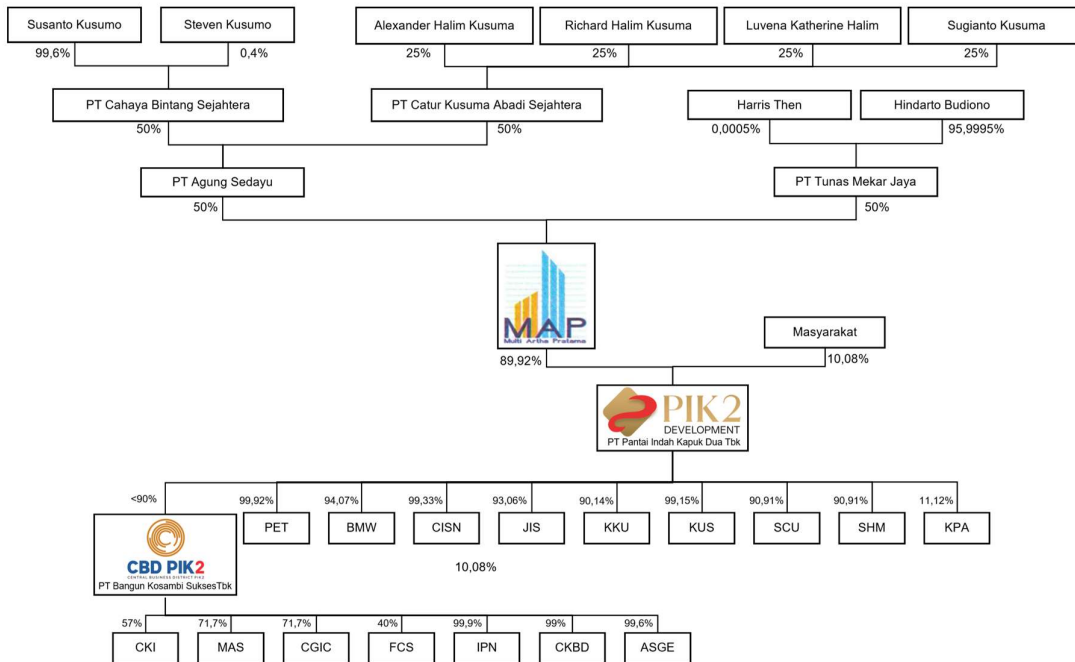 Susanto Kusumo
Steven Kusumo
Alexander Halim Kusuma
Richard Halim Kusuma
Luvena Katherine Halim
Sugianto Kusuma
99,6%
0,4%
25%
25%
25%
25%
PT Cahaya Bintang Sejahtera
PT Catur Kusuma Abadi Sejahtera
Harris Then
Hindarto Budiono
50%
50%
0,0005%
95,9995%
PT Agung Sedayu
PT Tunas Mekar Jaya
50%
50%
MAP
Multi Artha Pratama
Masyarakat
89,92%
10,08%
PIK2
DEVELOPMENT
PT Pantai Indah Kapuk Dua Tbk
<90%
99,92%
94,07%
99,33%
93,06%
90,14%
99,15%
90,91%
90,91%
11,12%
PET
BMW
CISN
JIS
KKU
KUS
SCU
SHM
KPA
CBD PIK2
CENTRAL BUSINESS DISTRICT PIK2
PT Bangun Kosambi SuksesTbk
10,08%
57%
71,7%
71,7%
40%
99,9%
99%
99,6%
CKI
MAS
CGIC
FCS
IPN
CKBD
ASGE